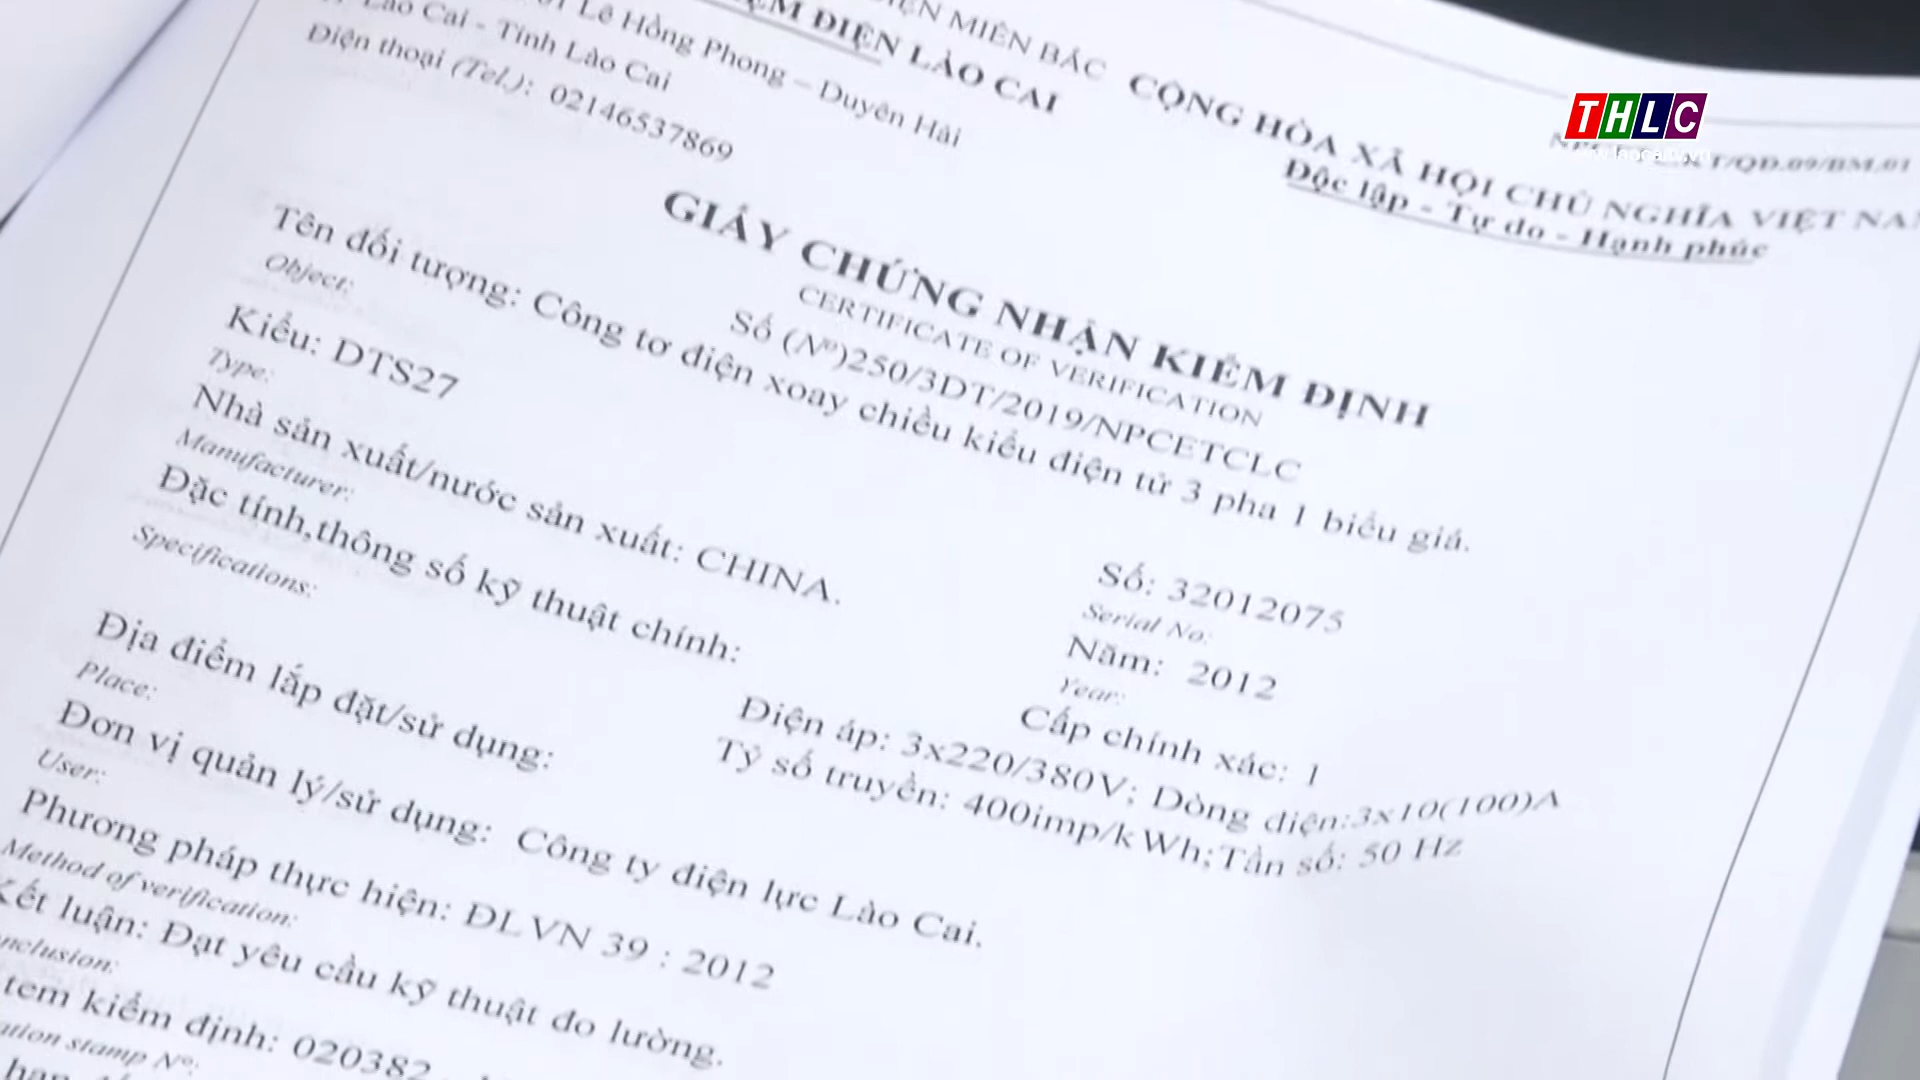 ĐIỆN MIỀN BẮC
ĐIỆN LÀO CAI
Lê Hồng Phong – Duyên Hải
Lào Cai - Tỉnh Lào Cai
Điện thoại (Tel.): 02146537869
THLC
/QĐ.09/BM.01
CỘNG HÒA XÃ HỘI CHỦ NGHĨA VIỆT NAM
Độc lập - Tự do - Hạnh phúc
GIẤY CHỨNG NHẬN KIỂM ĐỊNH
CERTIFICATE OF VERIFICATION
Số (Nº)250/3DT/2019/NPCETCLC
Tên đối tượng: Công tơ điện xoay chiều kiểu điện tử 3 pha 1 biểu giá.
Object:
Kiểu: DTS27
Số: 32012075
Type:
Serial No:
Nhà sản xuất/nước sản xuất: CHINA.
Năm: 2012
Manufacturer:
Year:
Đặc tính,thông số kỹ thuật chính:
Cấp chính xác: 1
Specifications:
Điện áp: 3x220/380V; Dòng điện:3x10(100)A
Tỷ số truyền: 400imp/kWh;Tần số: 50 Hz
Địa điểm lắp đặt/sử dụng:
Place:
Đơn vị quản lý/sử dụng: Công ty điện lực Lào Cai.
User:
Phương pháp thực hiện: ĐLVN 39 : 2012
Method of verification:
Kết luận: Đạt yêu cầu kỹ thuật đo lường.
nclusion:
tem kiểm định: 020382
ation stamp Nº: